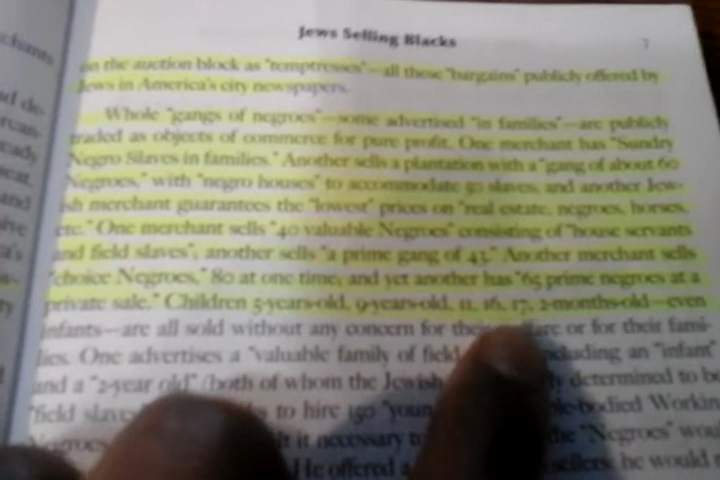 Jews Selling Blacks 7
on the auction block as "temptresses"—all these "bargains" publicly offered by
Jews in America's city newspapers.
Whole "gangs of negroes"—some advertised "in families"—are publicly
traded as objects of commerce for pure profit. One merchant has "Sundry
Negro Slaves in families." Another sells a plantation with a "gang of about 60
Negroes," with "negro houses" to accommodate 50 slaves; and another Jew-
ish merchant guarantees the "lowest" prices on "real estate, negroes, horses,
etc." One merchant sells "40 valuable Negroes" consisting of "house servants
and field slaves"; another sells "a prime gang of 43." Another merchant sells
"choice Negroes," 80 at one time; and yet another has "65 prime negroes at a
private sale." Children 5-years-old, 9-years-old, 11, 16, 17, 2-months-old—even
infants—are all sold without any concern for their or for their fami-
lies. One advertises a "valuable family of field including an "infant"
and a "2-year old" (both of whom the Jewish determined to be
"field slaves to hire 150 "young Working
Negroes it necessary to the "Negroes"
He offered a sellers; he would
chants